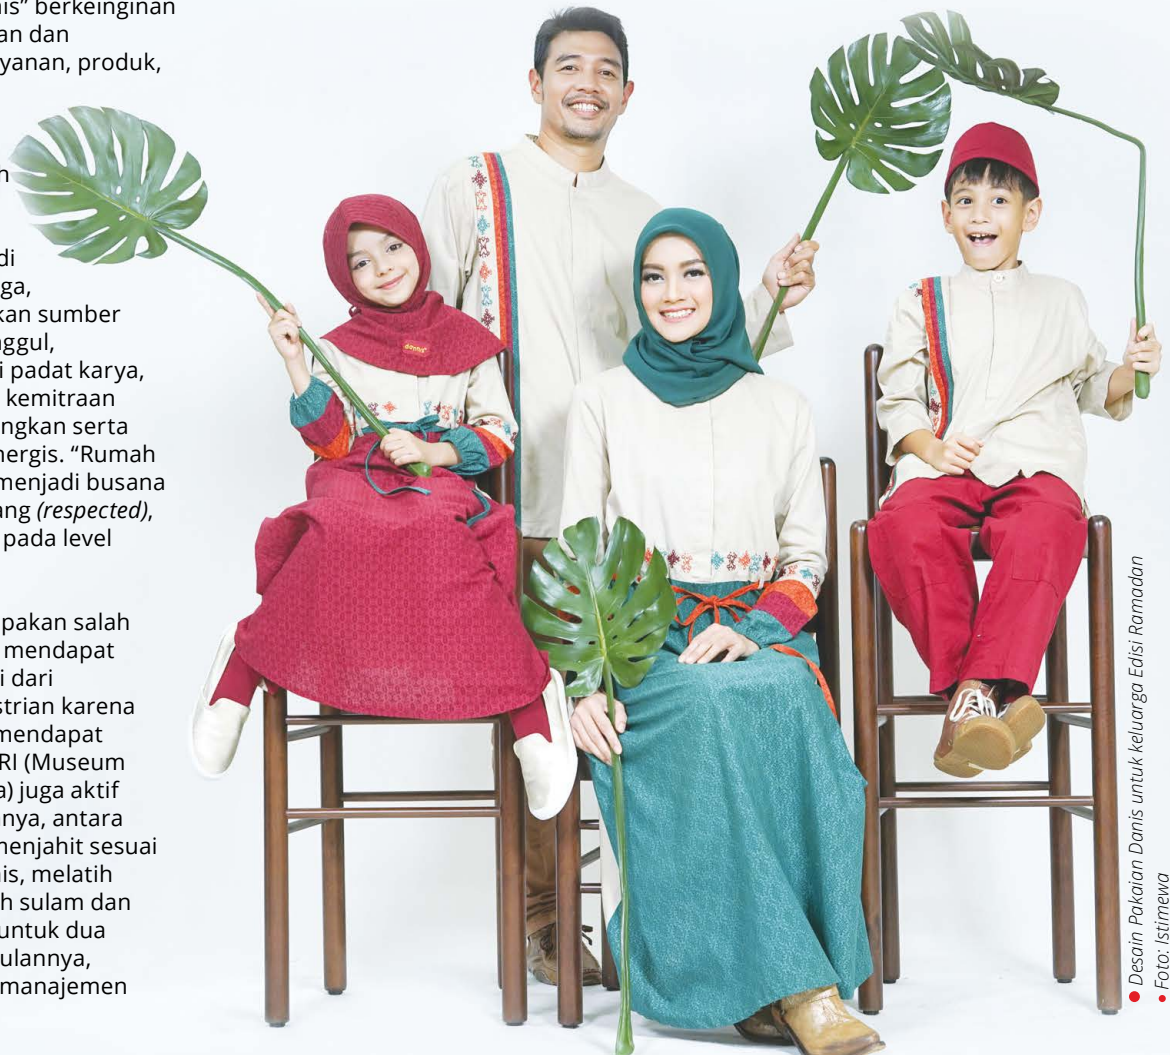 nis” berkeinginan
an dan
yanan, produk,
h
di
ga,
kan sumber
ggul,
i padat karya,
kemitraan
ngkan serta
nergis. “Rumah
menjadi busana
ang (respected),
pada level
pakan salah
mendapat
i dari
strian karena
mendapat
RI (Museum
a) juga aktif
nnya, antara
menjahit sesuai
nis, melatih
h sulam dan
untuk dua
ulannya,
manajemen
danis
Desain Pakaian Danis untuk keluarga Edisi Ramadan
Foto: Istimewa